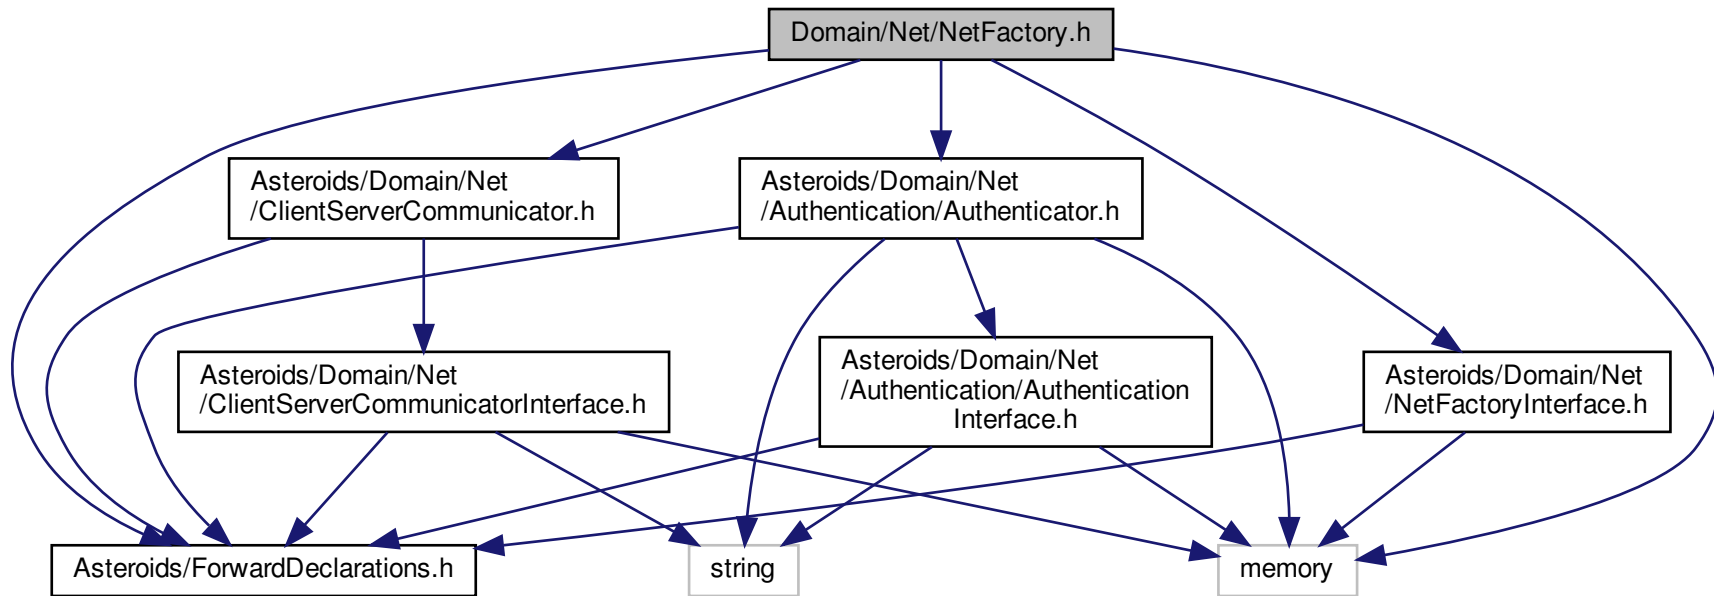 Domain/Net/NetFactory.h
Asteroids/Domain/Net
/ClientServerCommunicator.h
Asteroids/Domain/Net
/Authentication/Authenticator.h
Asteroids/Domain/Net
/ClientServerCommunicatorInterface.h
Asteroids/Domain/Net
/Authentication/Authentication
Interface.h
Asteroids/Domain/Net
/NetFactoryInterface.h
Asteroids/ForwardDeclarations.h
string
memory